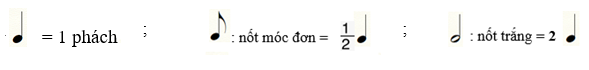 ♩ = 1 phách ; ♪ : nốt móc đơn = 1/2 ♩ ; 𝅗𝅥 : nốt trắng = 2 ♩